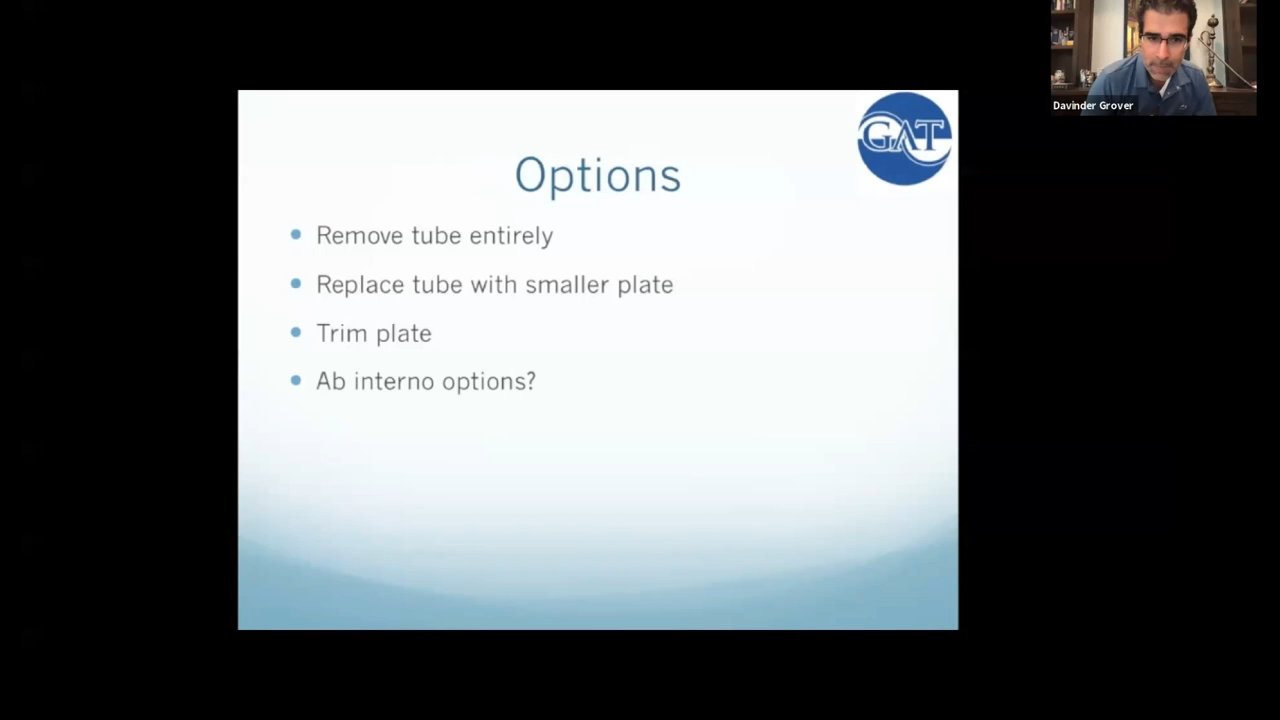 Davinder Grover
GAT
Options
Remove tube entirely
Replace tube with smaller plate
Trim plate
Ab interno options?